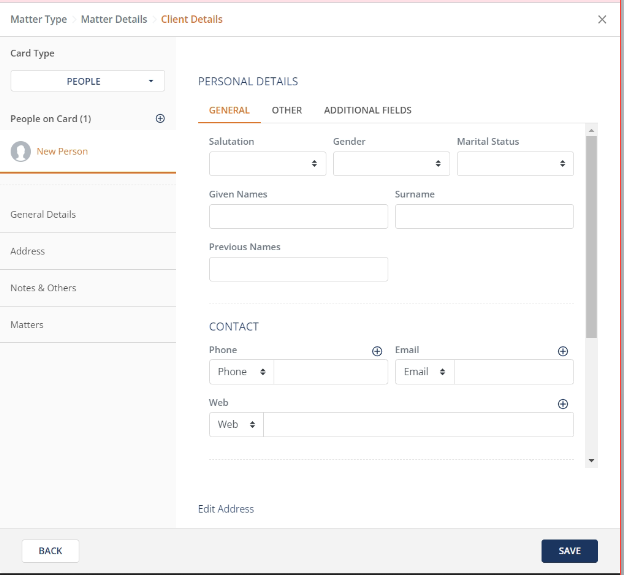 Matter Type Matter Details Client Details
Card Type
PEOPLE
People on Card (1)
New Person
General Details
Address
Notes & Others
Matters
PERSONAL DETAILS
GENERAL OTHER ADDITIONAL FIELDS
Salutation Gender Marital Status
Given Names Surname
Previous Names
CONTACT
Phone Email
Phone Email
Web
Web
Edit Address
BACK SAVE